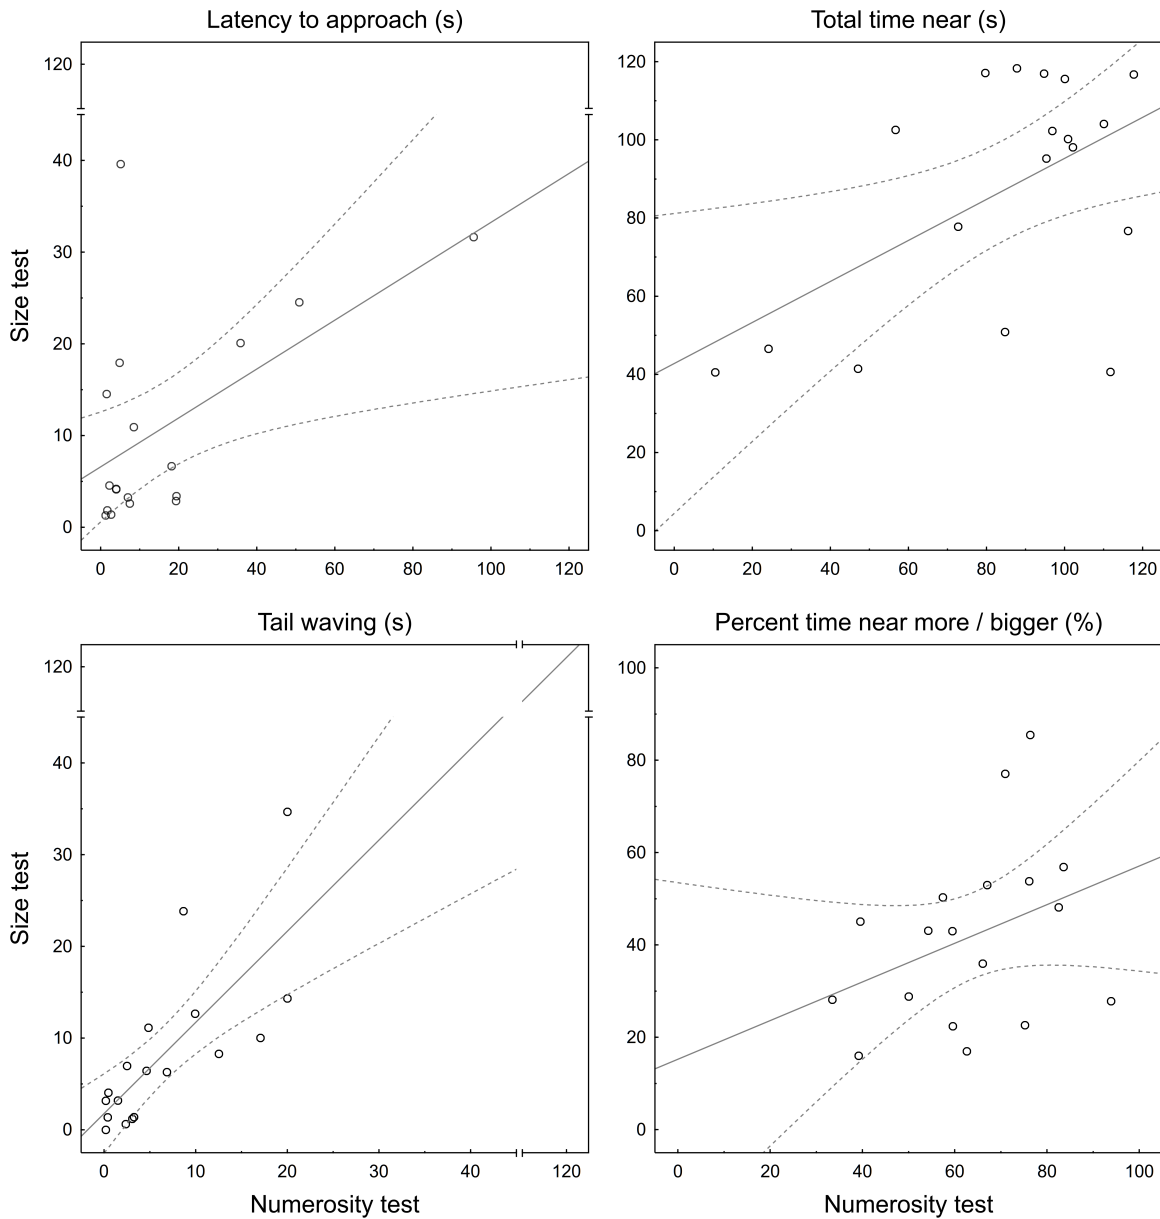 Latency to approach (s)
Total time near (s)
120
40
30
20
10
0
Size test
0 20 40 60 80 100 120
120
100
80
60
40
20
0
0 20 40 60 80 100 120
Tail waving (s)
Percent time near more / bigger (%)
120
40
30
20
10
0
Size test
0 10 20 30 40 120
Numerosity test
100
80
60
40
20
0
0 20 40 60 80 100
Numerosity test